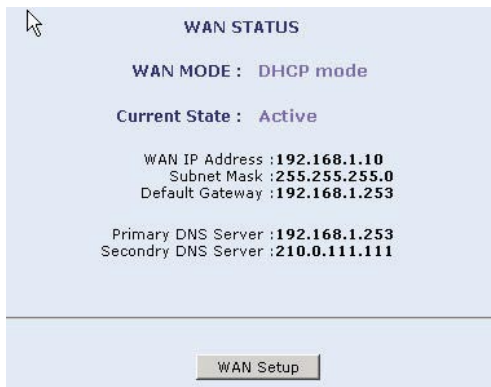 WAN STATUS
WAN MODE : DHCP mode
Current State : Active
WAN IP Address :192.168.1.10
Subnet Mask :255.255.255.0
Default Gateway :192.168.1.253
Primary DNS Server :192.168.1.253
Secondry DNS Server :210.0.111.111
WAN Setup